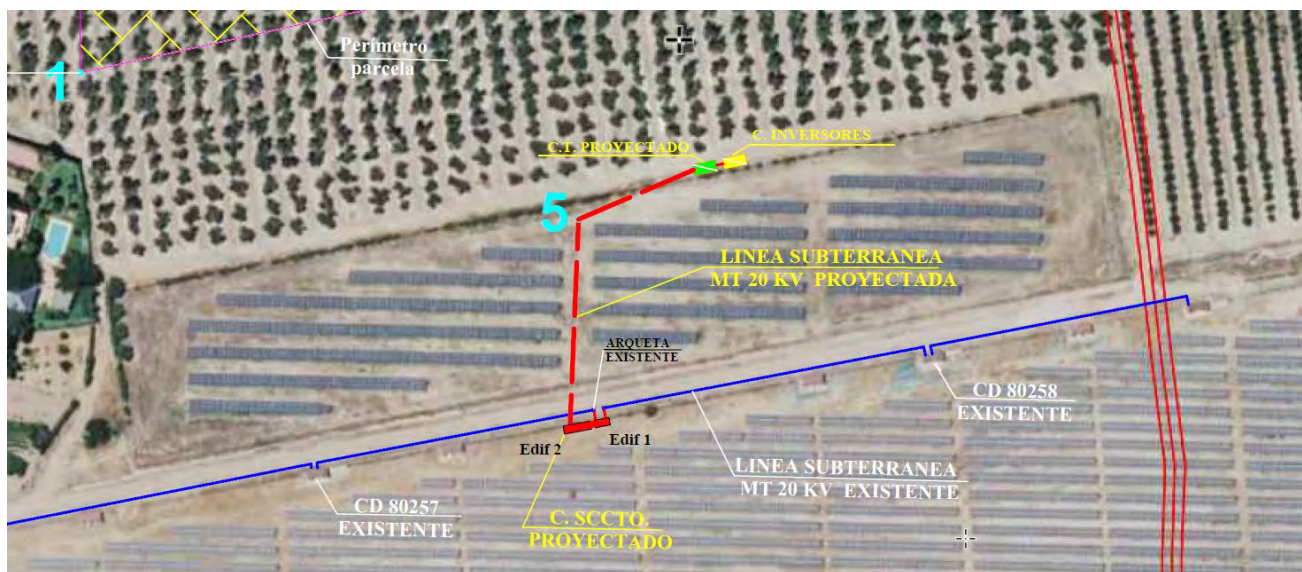 Perímetro
parcela
1
C. INVERSORES
C.T. PROYECTADO
5
LINEA SUBTERRANEA
MT 20 KV PROYECTADA
ARQUETA
EXISTENTE
CD 80258
EXISTENTE
Edif 2
Edif 1
LINEA SUBTERRANEA
MT 20 KV EXISTENTE
CD 80257
EXISTENTE
C. SCCTO.
PROYECTADO